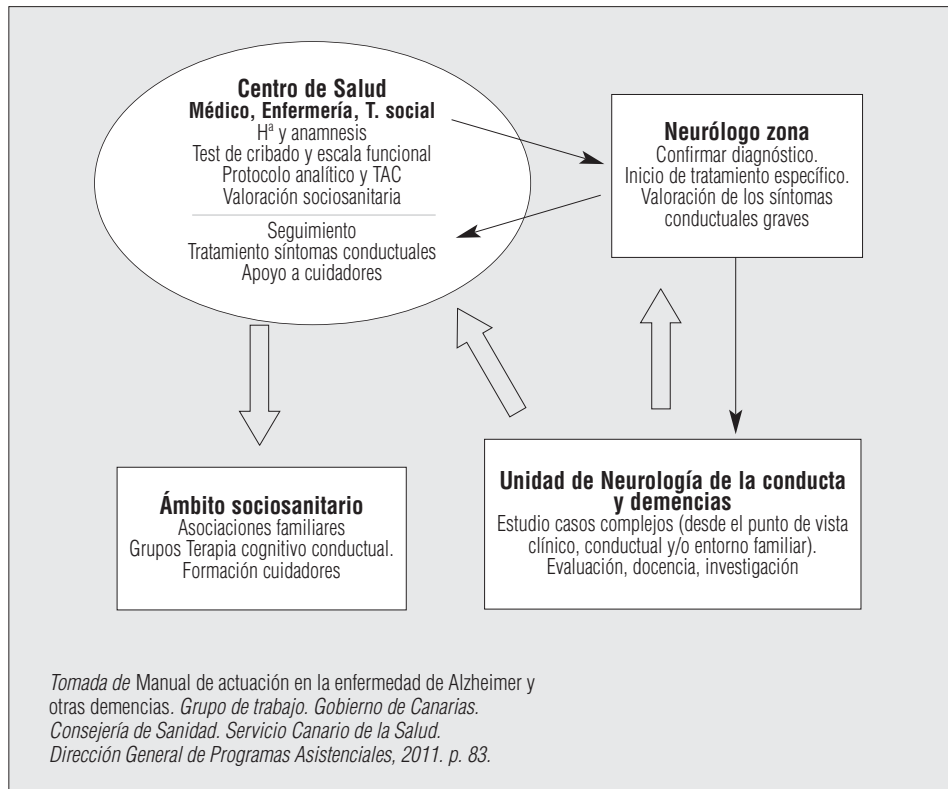 Centro de Salud
Médico, Enfermería, T. social
Hª y anamnesis
Test de cribado y escala funcional
Protocolo analítico y TAC
Valoración sociosanitaria
Seguimiento
Tratamiento síntomas conductuales
Apoyo a cuidadores
Neurólogo zona
Confirmar diagnóstico.
Inicio de tratamiento específico.
Valoración de los síntomas
conductuales graves
Ámbito sociosanitario
Asociaciones familiares
Grupos Terapia cognitivo conductual.
Formación cuidadores
Unidad de Neurología de la conducta
y demencias
Estudio casos complejos (desde el punto de vista
clínico, conductual y/o entorno familiar).
Evaluación, docencia, investigación
Tomada de Manual de actuación en la enfermedad de Alzheimer y
otras demencias. Grupo de trabajo. Gobierno de Canarias.
Consejería de Sanidad. Servicio Canario de la Salud.
Dirección General de Programas Asistenciales, 2011. p. 83.